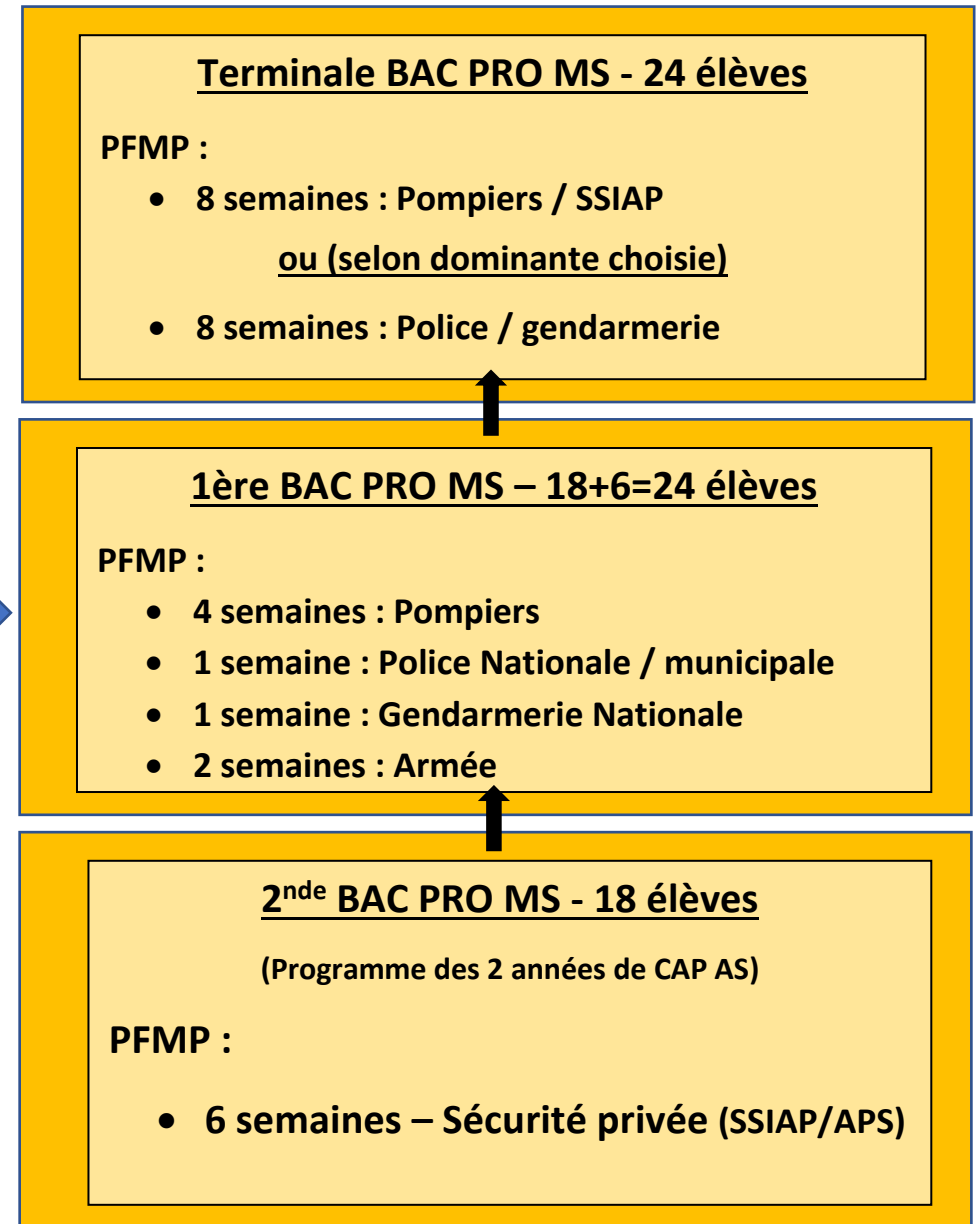 Terminale BAC PRO MS - 24 élèves
PFMP :
• 8 semaines : Pompiers / SSIAP
ou (selon dominante choisie)
• 8 semaines : Police / gendarmerie
1ère BAC PRO MS – 18+6=24 élèves
PFMP :
• 4 semaines : Pompiers
• 1 semaine : Police Nationale / municipale
• 1 semaine : Gendarmerie Nationale
• 2 semaines : Armée
2nde BAC PRO MS - 18 élèves
(Programme des 2 années de CAP AS)
PFMP :
• 6 semaines – Sécurité privée (SSIAP/APS)